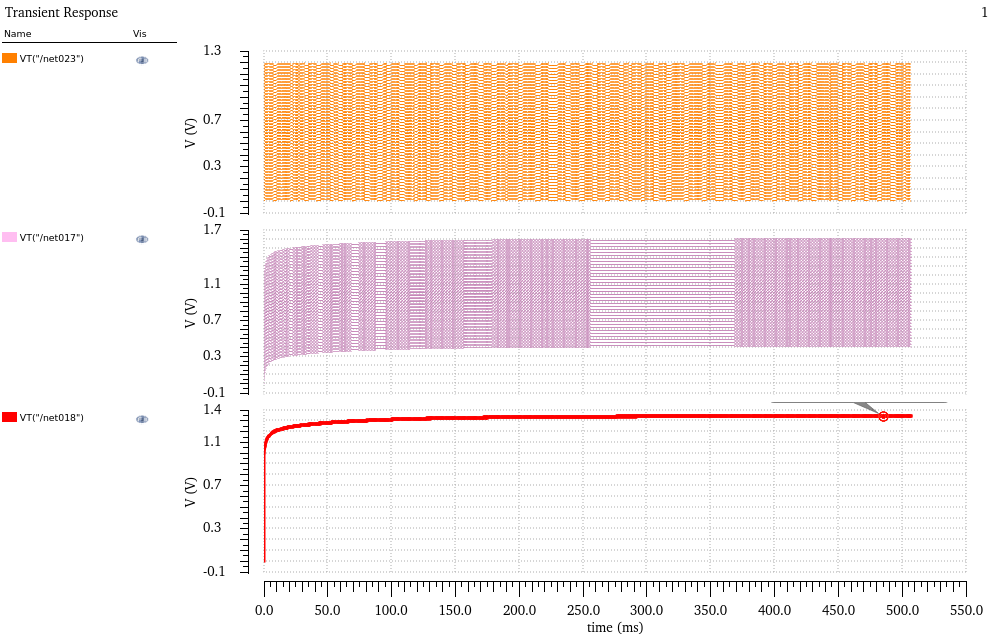 Transient Response 1
Name Vis
VT("/net023")
1.3
0.7
0.3
-0.1
V (V)
VT("/net017")
1.7
1.1
0.7
0.3
-0.1
V (V)
VT("/net018")
1.4
1.1
0.7
0.3
-0.1
V (V)
0.0 50.0 100.0 150.0 200.0 250.0 300.0 350.0 400.0 450.0 500.0 550.0
time (ms)